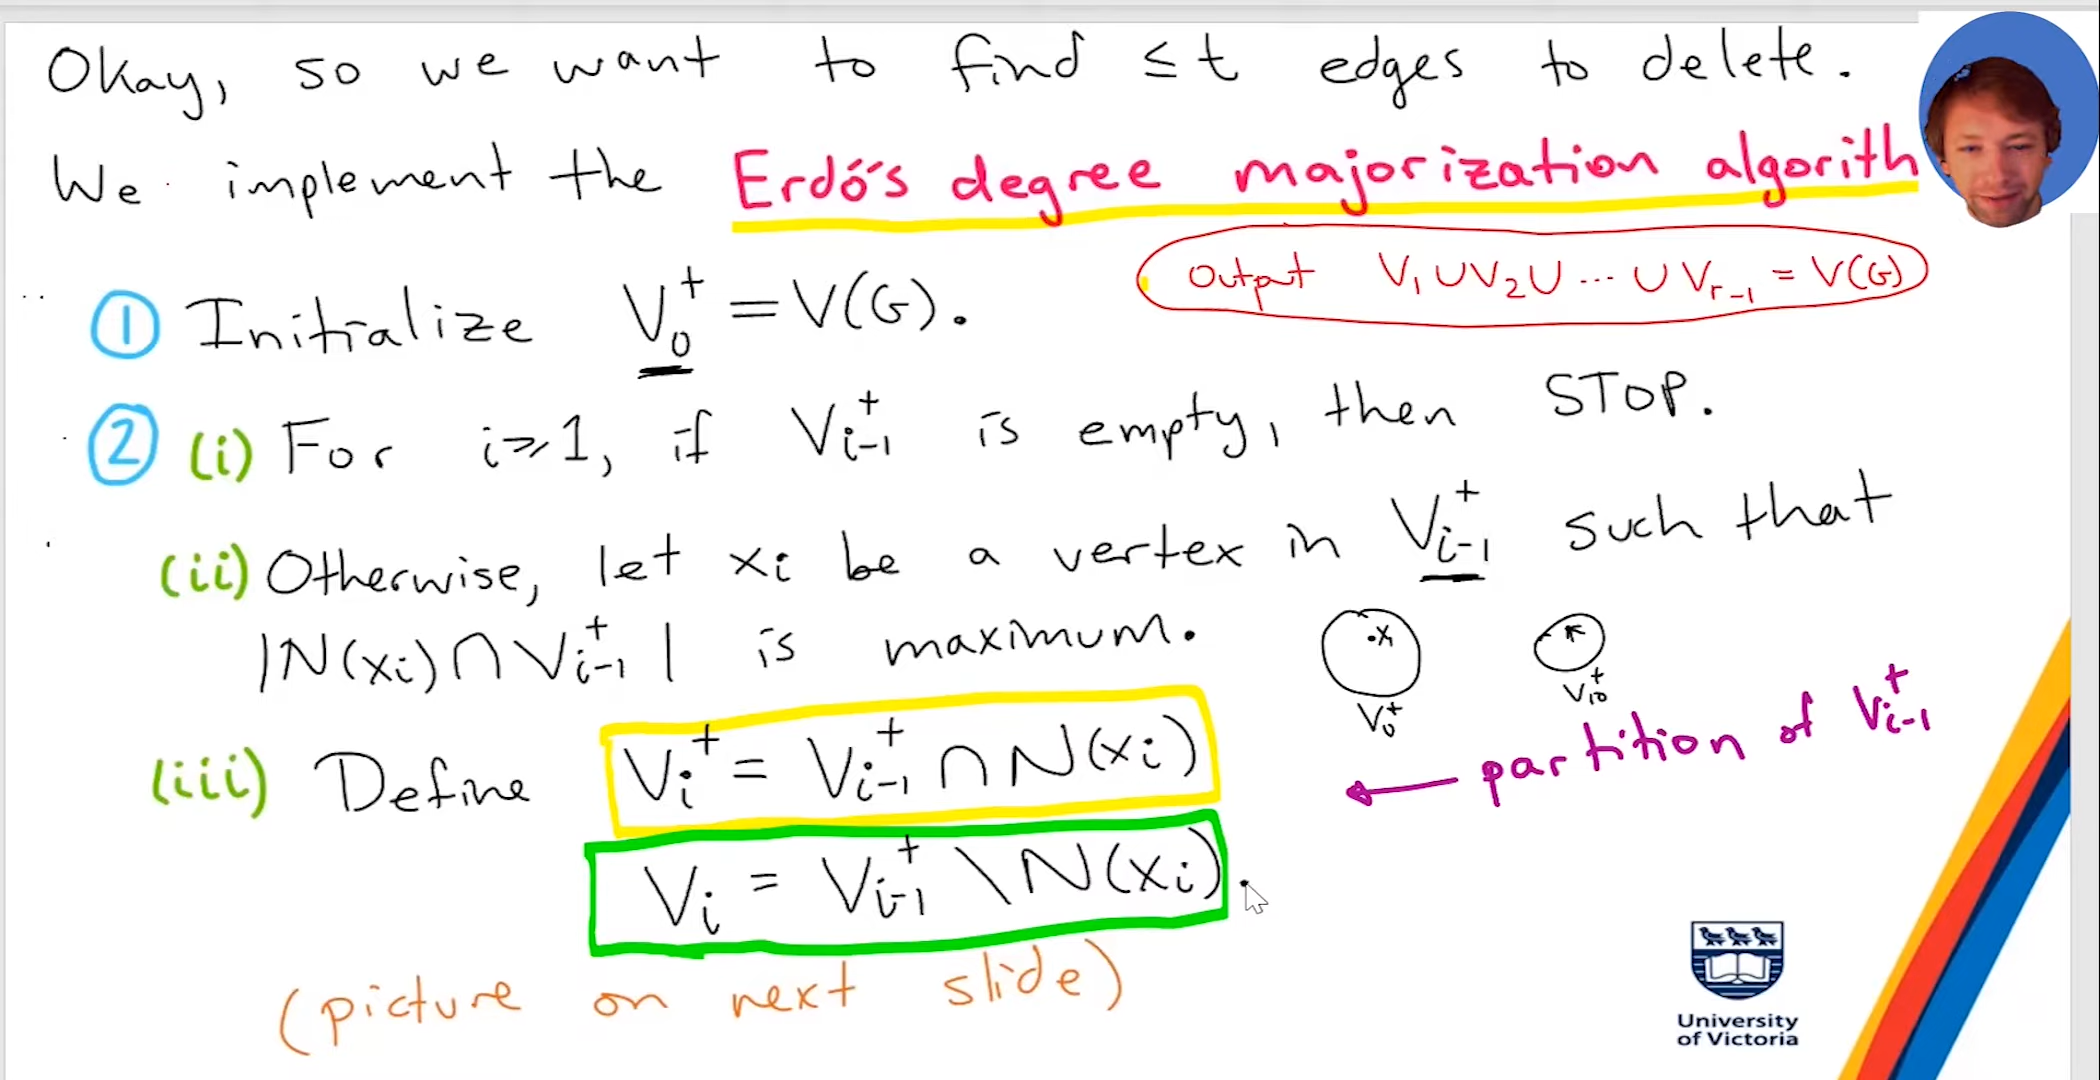 Okay, so we want to find ≤ t edges to delete.
We implement the Erdő's degree majorization algorith
Output V₁ ∪ V₂ ∪ ... ∪ Vᵣ₋₁ = V(G)
① Initialize V₀⁺ = V(G).
② (i) For i ≥ 1, if Vᵢ₋₁⁺ is empty, then STOP.
(ii) Otherwise, let xᵢ be a vertex in Vᵢ₋₁⁺ such that
|N(xᵢ) ∩ Vᵢ₋₁⁺| is maximum.
x
V₀⁺
V₁₀⁺
(iii) Define Vᵢ⁺ = Vᵢ₋₁⁺ ∩ N(xᵢ)
← partition of Vᵢ₋₁⁺
Vᵢ = Vᵢ₋₁⁺ \ N(xᵢ).
(picture on next slide)
University
of Victoria